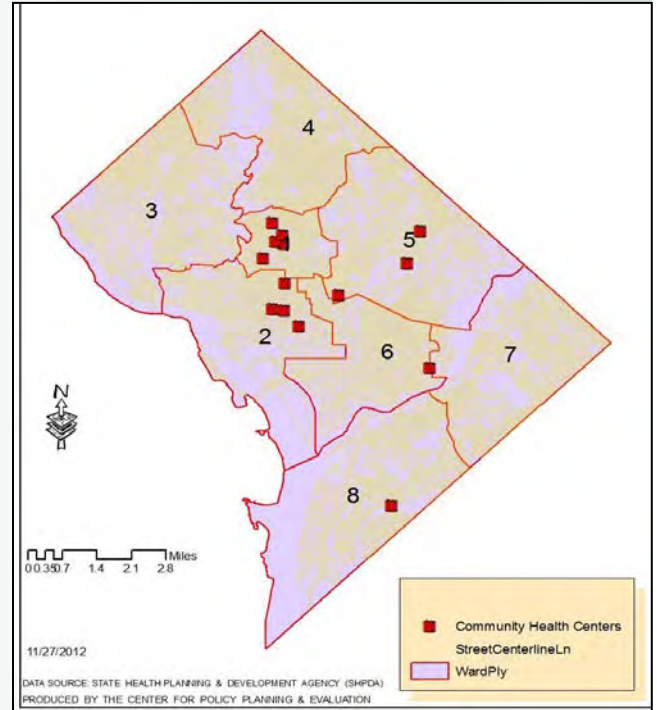 4
3
5
2
6
7
8
N
Miles
0 0.35 0.7 1.4 2.1 2.8
11/27/2012
Community Health Centers
StreetCenterlineLn
WardPly
DATA SOURCE: STATE HEALTH PLANNING & DEVELOPMENT AGENCY (SHPDA)
PRODUCED BY THE CENTER FOR POLICY PLANNING & EVALUATION